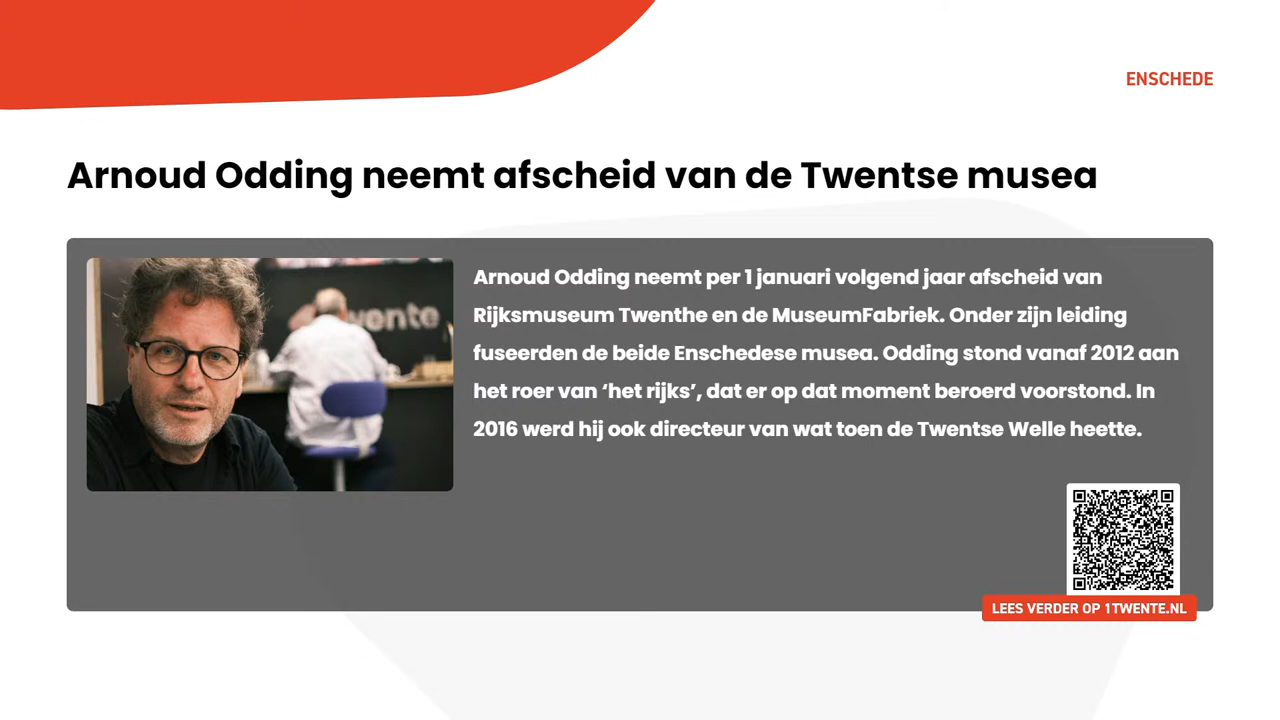 ENSCHEDE
Arnoud Odding neemt afscheid van de Twentse musea
Arnoud Odding neemt per 1 januari volgend jaar afscheid van
Rijksmuseum Twenthe en de MuseumFabriek. Onder zijn leiding
fuseerden de beide Enschedese musea. Odding stond vanaf 2012 aan
het roer van ‘het rijks’, dat er op dat moment beroerd voorstond. In
2016 werd hij ook directeur van wat toen de Twentse Welle heette.
wente
LEES VERDER OP 1TWENTE.NL